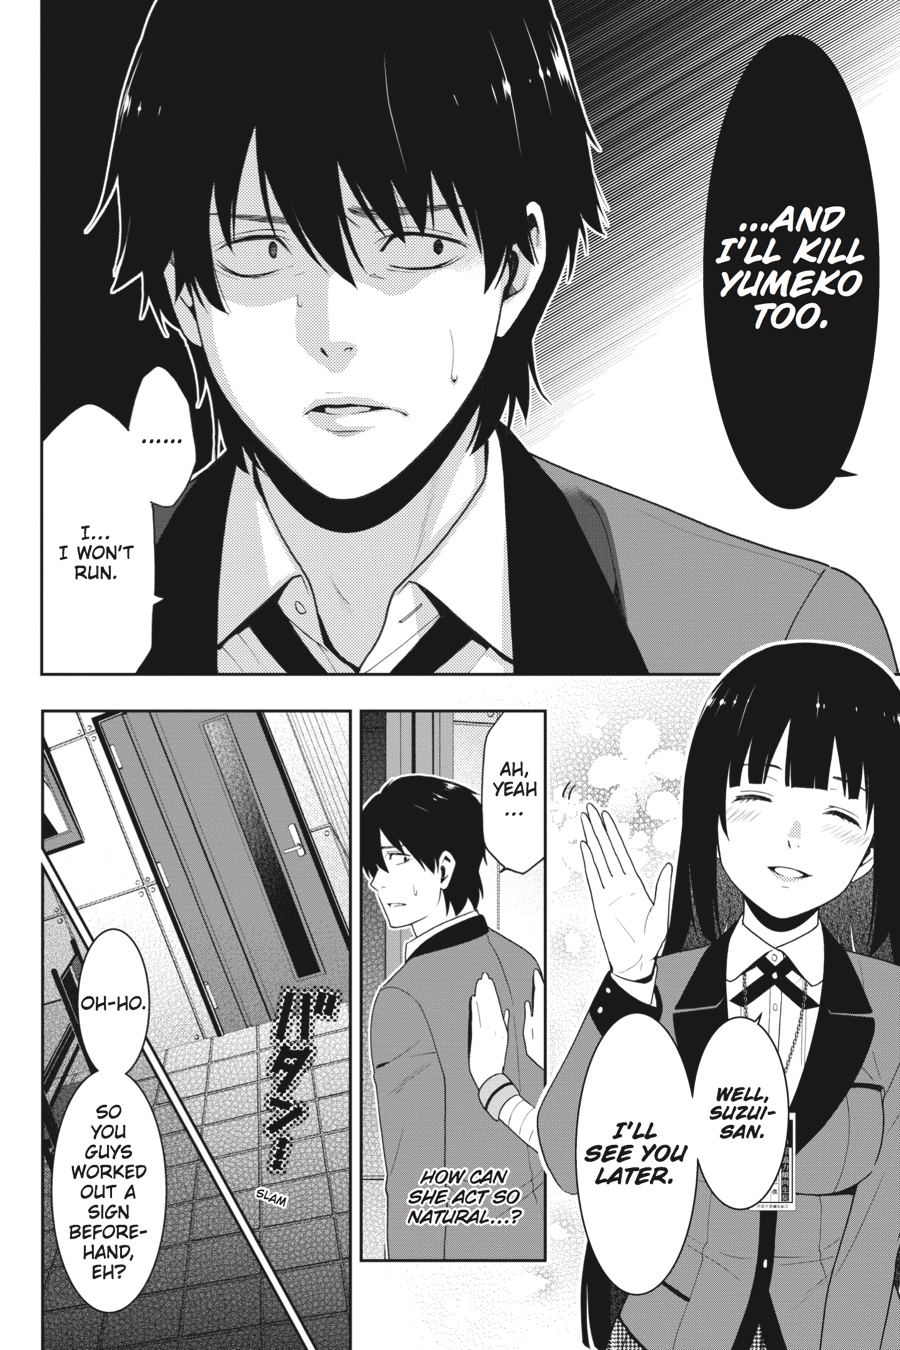 ...AND
I'LL KILL
YUMEKO
TOO.
......
I...
I WON'T
RUN.
WELL,
SUZUI-
SAN.
I'LL
SEE YOU
LATER.
AH,
YEAH
...
HOW CAN
SHE ACT SO
NATURAL...?
バタン!
SLAM
OH-HO.
SO
YOU
GUYS
WORKED
OUT A
SIGN
BEFORE-
HAND,
EH?